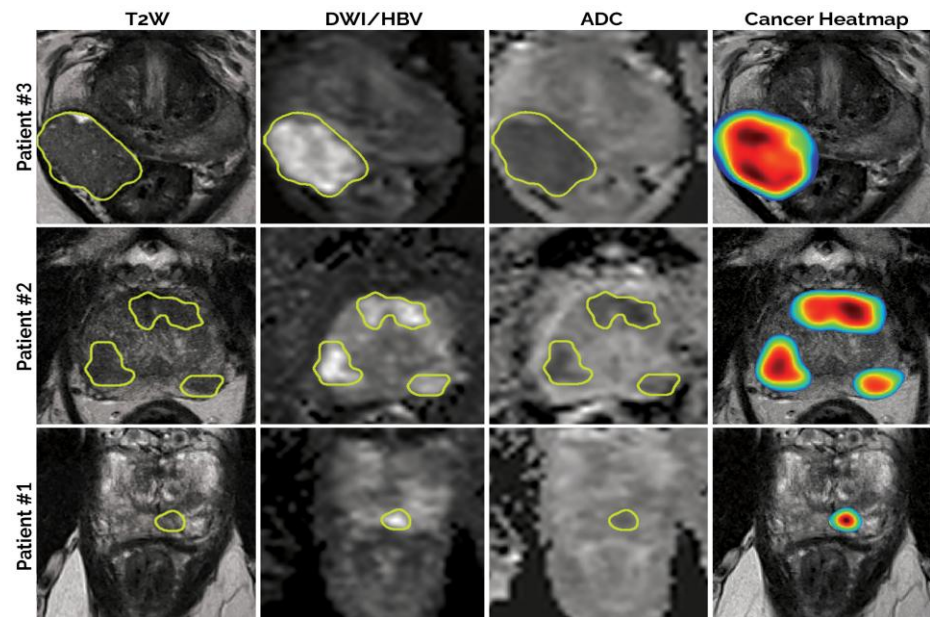 T2W DWI/HBV ADC Cancer Heatmap
Patient #3
Patient #2
Patient #1